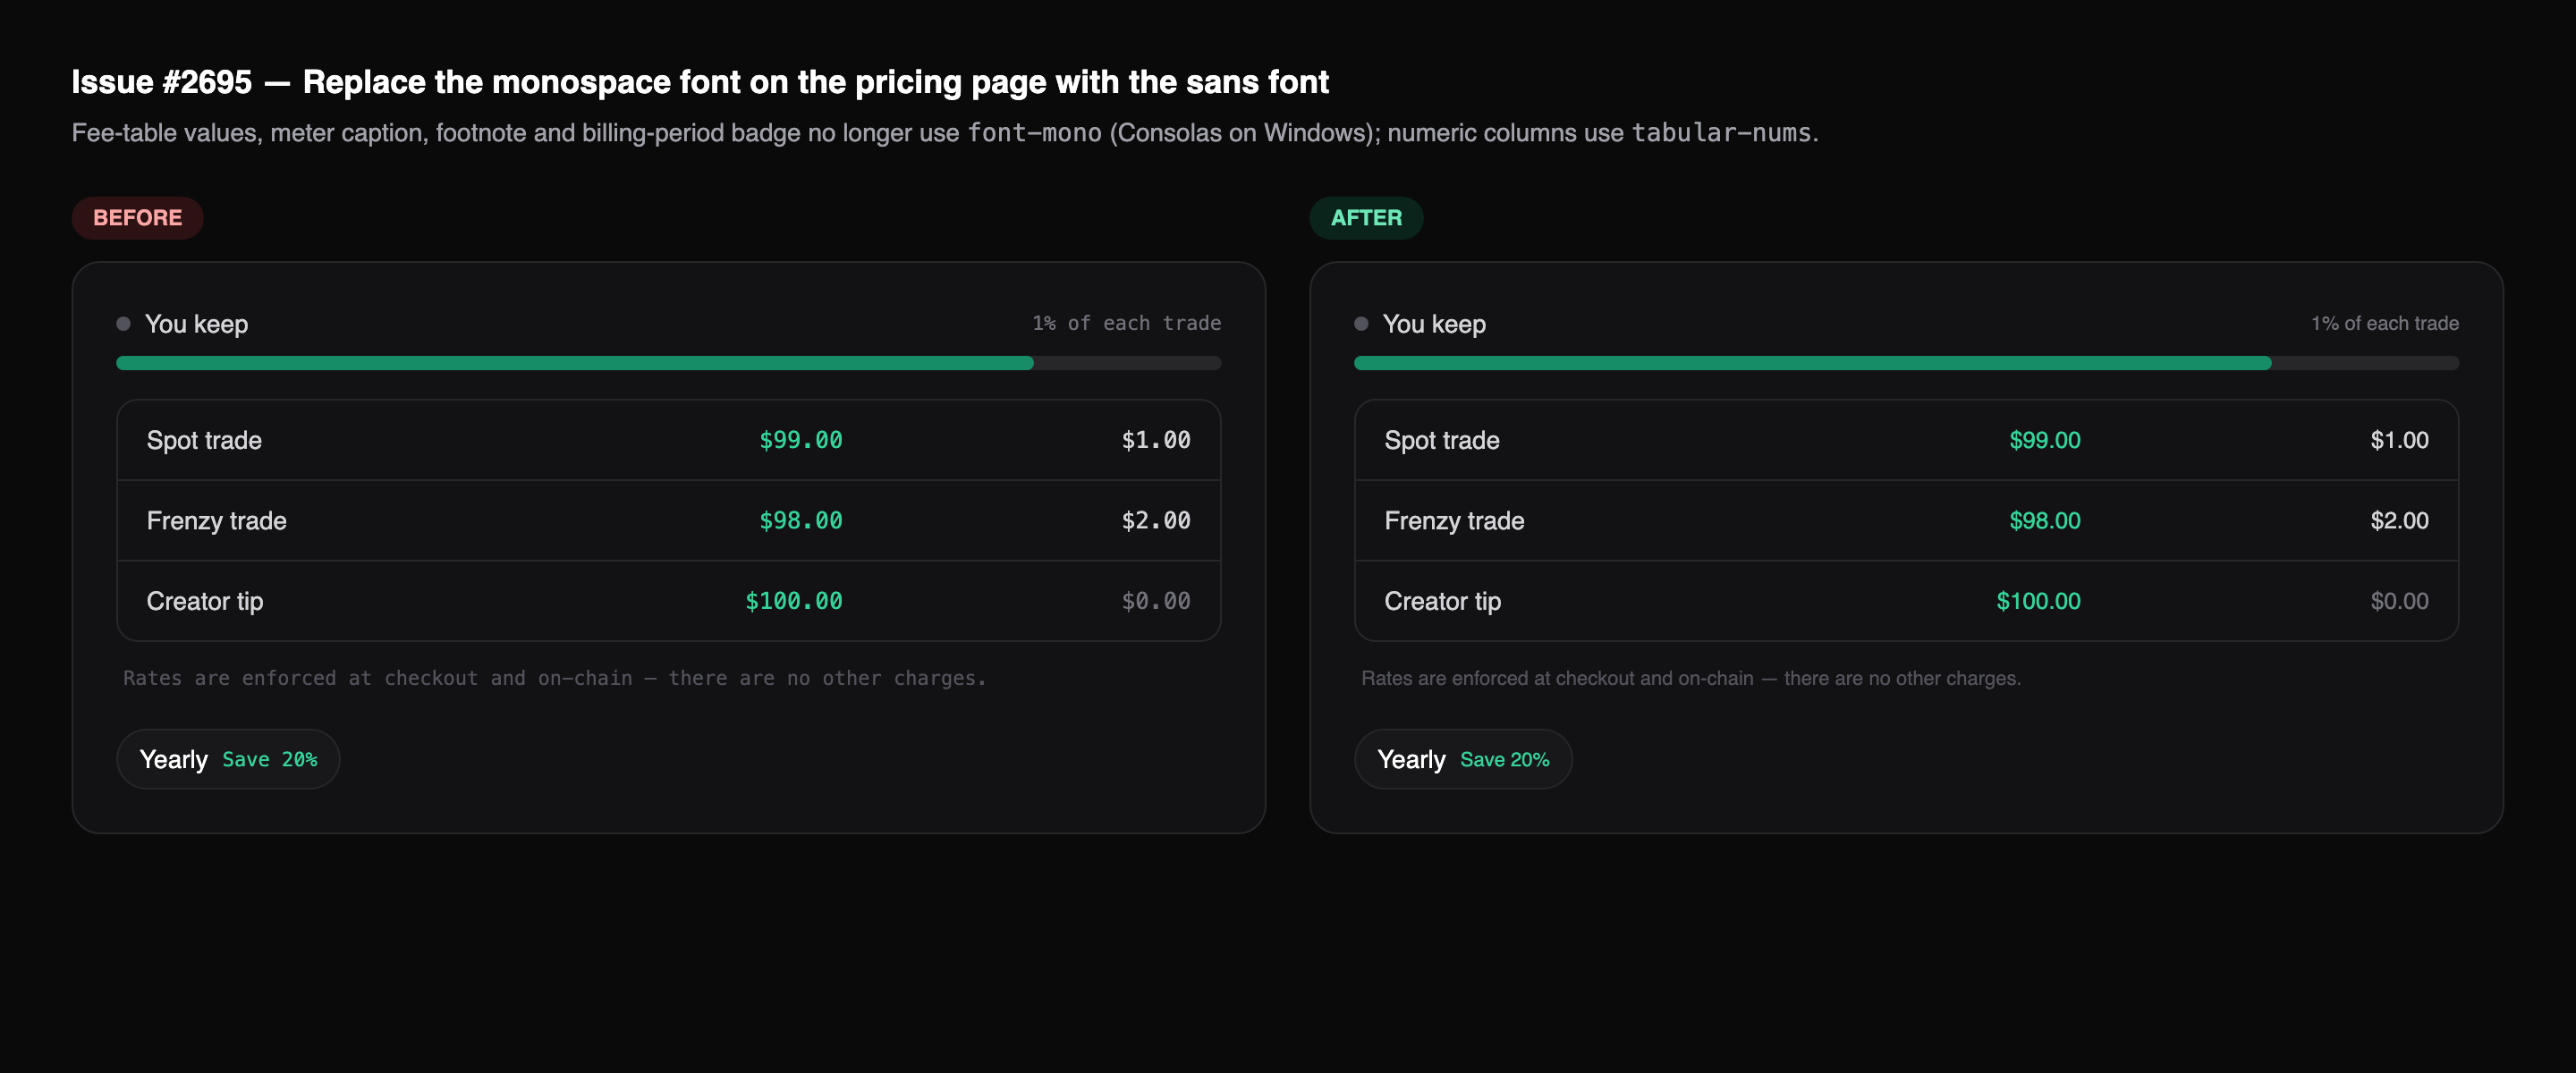 Issue #2695 — Replace the monospace font on the pricing page with the sans font
Fee-table values, meter caption, footnote and billing-period badge no longer use font-mono (Consolas on Windows); numeric columns use tabular-nums.
BEFORE
You keep 1% of each trade
Spot trade $99.00 $1.00
Frenzy trade $98.00 $2.00
Creator tip $100.00 $0.00
Rates are enforced at checkout and on-chain — there are no other charges.
Yearly Save 20%
AFTER
You keep 1% of each trade
Spot trade $99.00 $1.00
Frenzy trade $98.00 $2.00
Creator tip $100.00 $0.00
Rates are enforced at checkout and on-chain — there are no other charges.
Yearly Save 20%